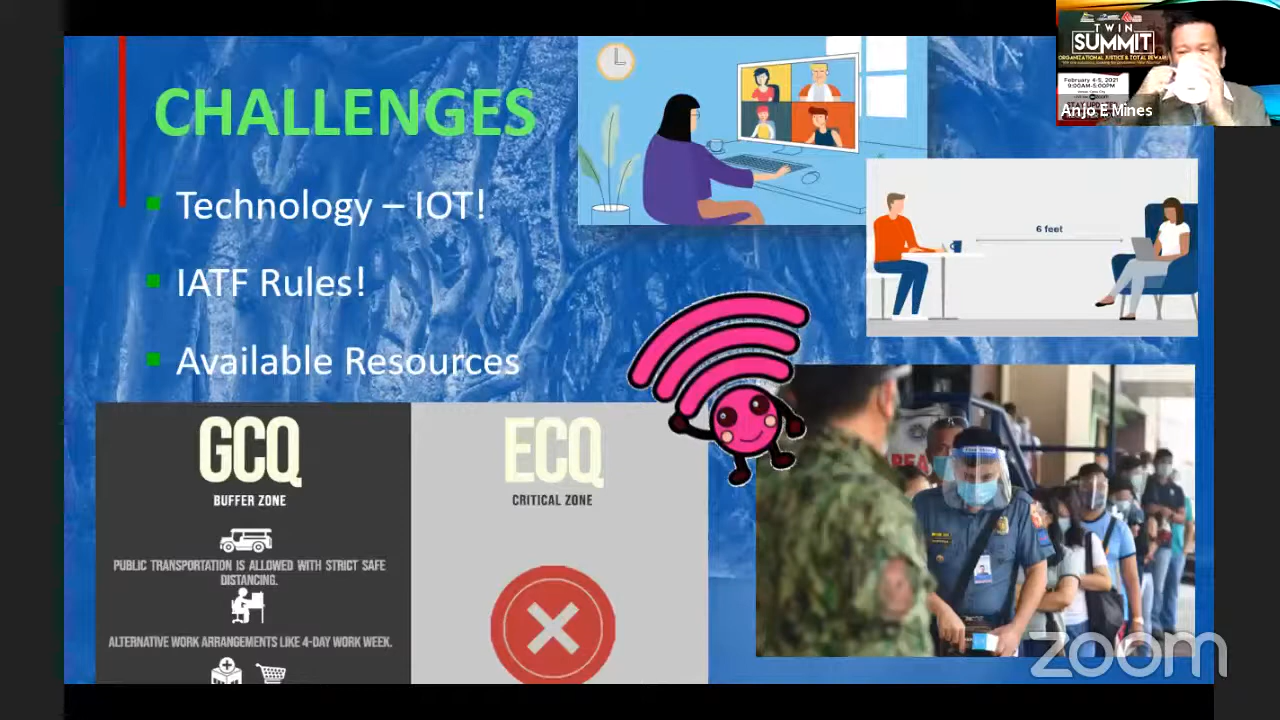 CHALLENGES
Technology – IOT!
IATF Rules!
Available Resources
6 feet
GCQ
BUFFER ZONE
PUBLIC TRANSPORTATION IS ALLOWED WITH STRICT SAFE
DISTANCING.
ALTERNATIVE WORK ARRANGEMENTS LIKE 4-DAY WORK WEEK.
ECQ
CRITICAL ZONE
TWIN
SUMMIT
ORGANIZATIONAL JUSTICE & TOTAL REWARD
February 4-5, 2021
9:00AM-5:00PM
Anjo E Mines
zoom